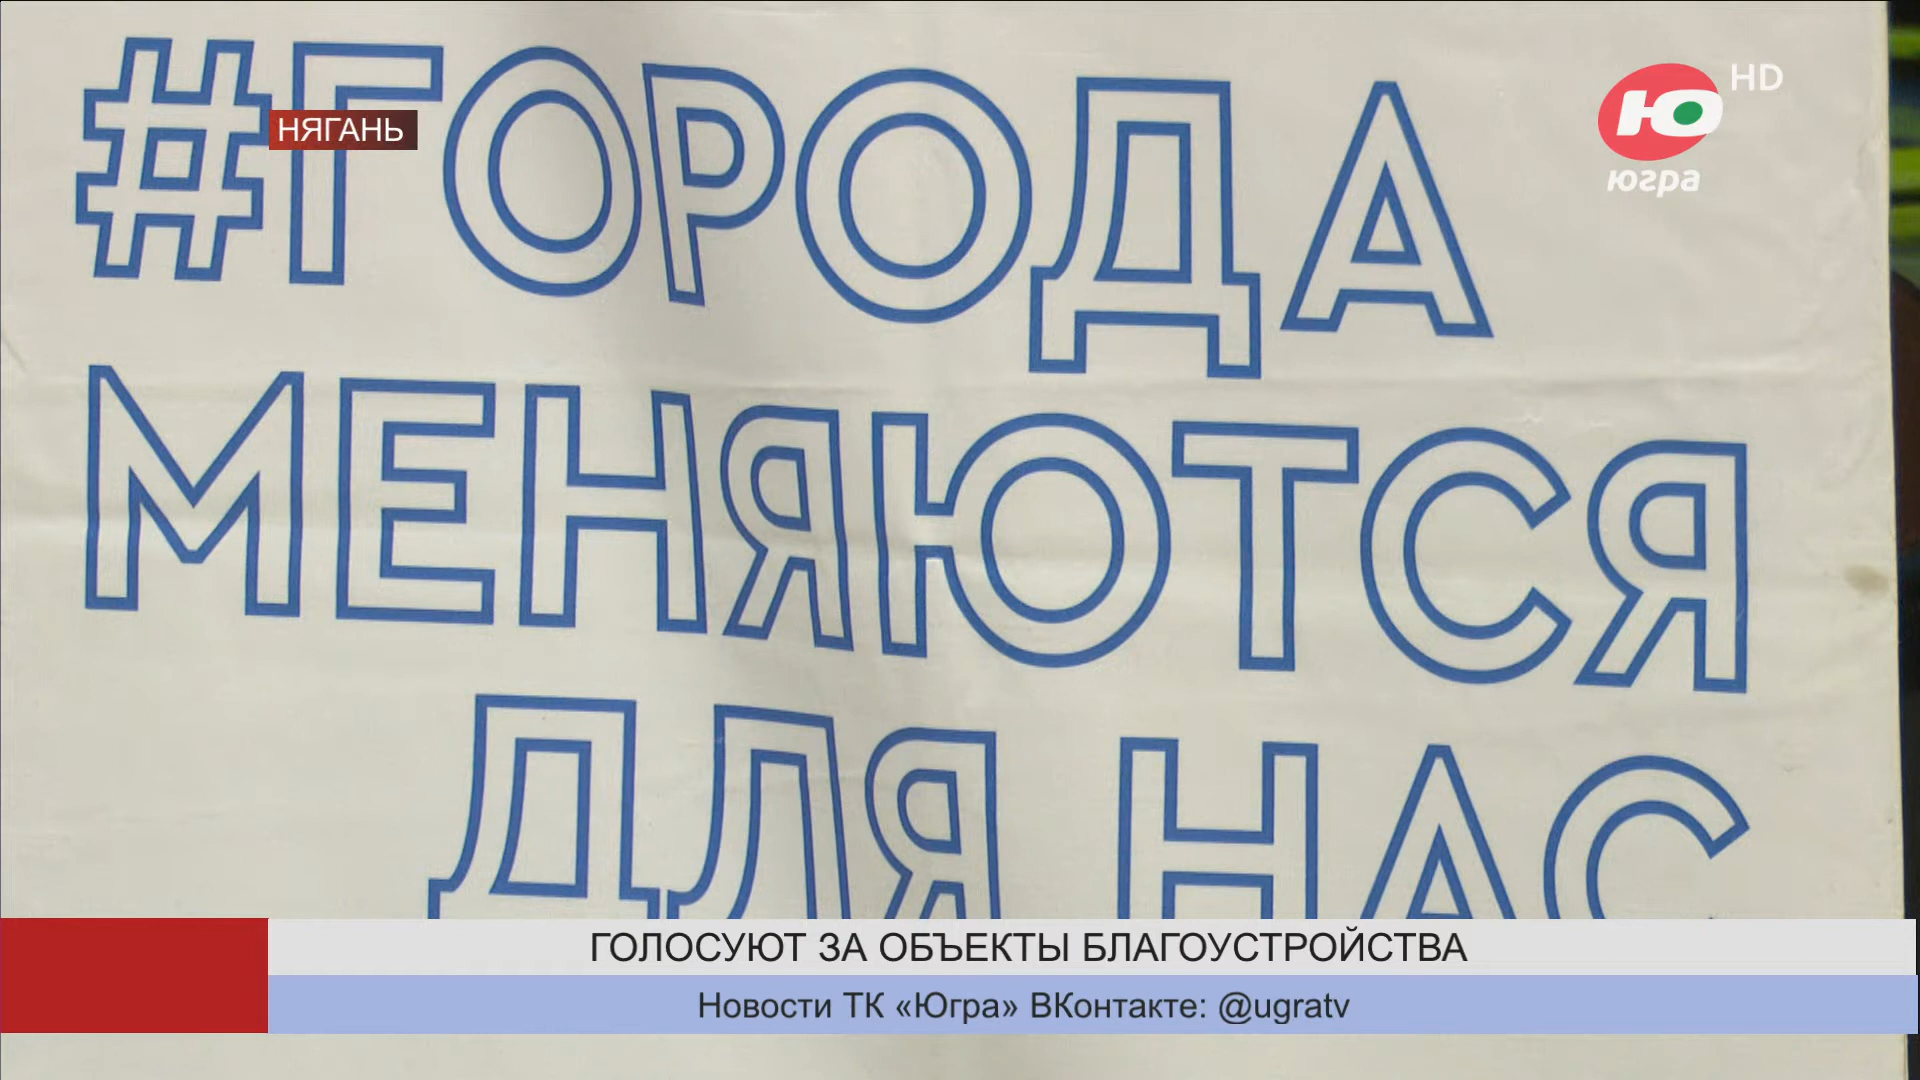 #ГОРОДА
НЯГАНЬ
HD
Ю
югра
МЕНЯЮТСЯ
ДЛЯ НАС
ГОЛОСУЮТ ЗА ОБЪЕКТЫ БЛАГОУСТРОЙСТВА
Новости ТК «Югра» ВКонтакте: @ugratv